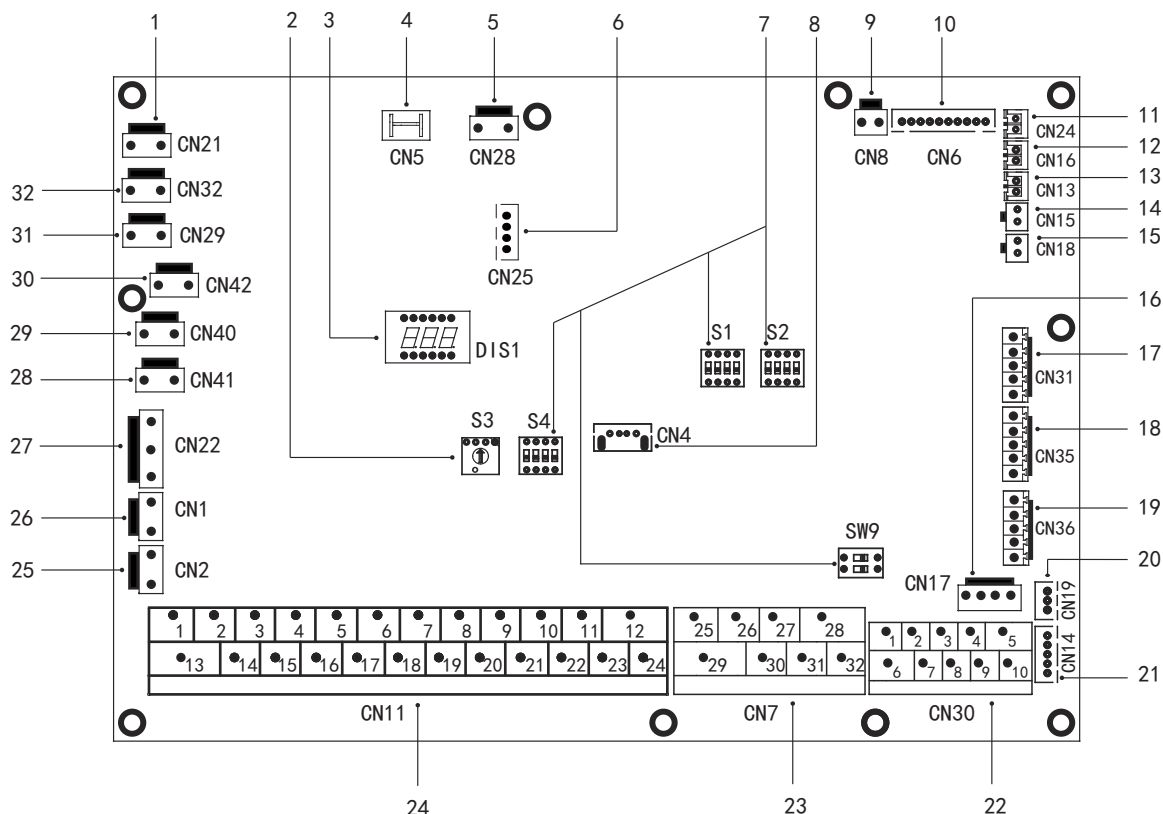 1 2 3 4 5 6 7 8 9 10
CN21 CN5 CN28 CN8 CN6 CN24 11
CN16 12
32 CN32 CN13 13
31 CN29 CN15 14
CN25 CN18 15
30 CN42
16
29 CN40 888 DIS1 S1 S2
28 CN41 CN31 17
S3 S4 CN4
27 CN22 CN35 18
26 CN1 CN36 19
SW9
25 CN2 CN17 CN19 20
1 2 3 4 5 6 7 8 9 10 11 12 25 26 27 28 1 2 3 4 5
13 14 15 16 17 18 19 20 21 22 23 24 29 30 31 32 6 7 8 9 10 CN14 21
CN11 CN7 CN30
24 23 22